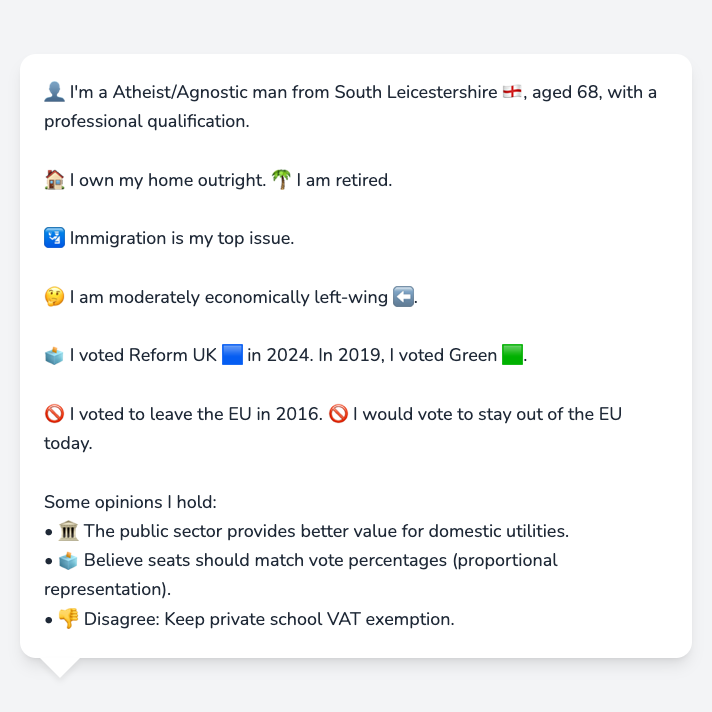 👤 I'm a Atheist/Agnostic man from South Leicestershire 🏴󠁧󠁢󠁥󠁮󠁧󠁿, aged 68, with a
professional qualification.
🏠 I own my home outright. 🌴 I am retired.
🛂 Immigration is my top issue.
🤔 I am moderately economically left-wing ⬅️.
🗳️ I voted Reform UK 🟦 in 2024. In 2019, I voted Green 🟩.
🚫 I voted to leave the EU in 2016. 🚫 I would vote to stay out of the EU
today.
Some opinions I hold:
• 🏛️ The public sector provides better value for domestic utilities.
• 🗳️ Believe seats should match vote percentages (proportional
representation).
• 👎 Disagree: Keep private school VAT exemption.